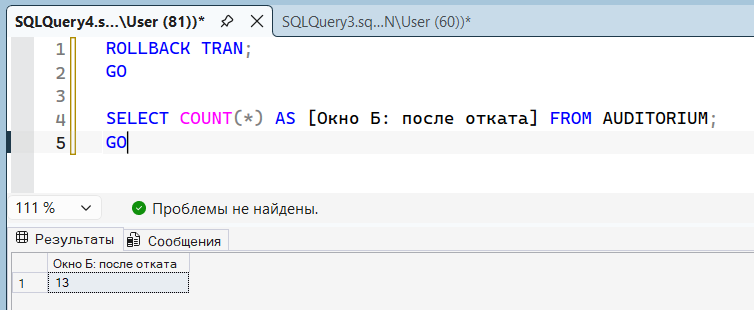 SQLQuery4.s...\User (81))*
SQLQuery3.sq...N\User (60))*
1 ROLLBACK TRAN;
2 GO
3
4 SELECT COUNT(*) AS [Окно Б: после отката] FROM AUDITORIUM;
5 GO
111 %
Проблемы не найдены.
Результаты
Сообщения
Окно Б: после отката
1 13